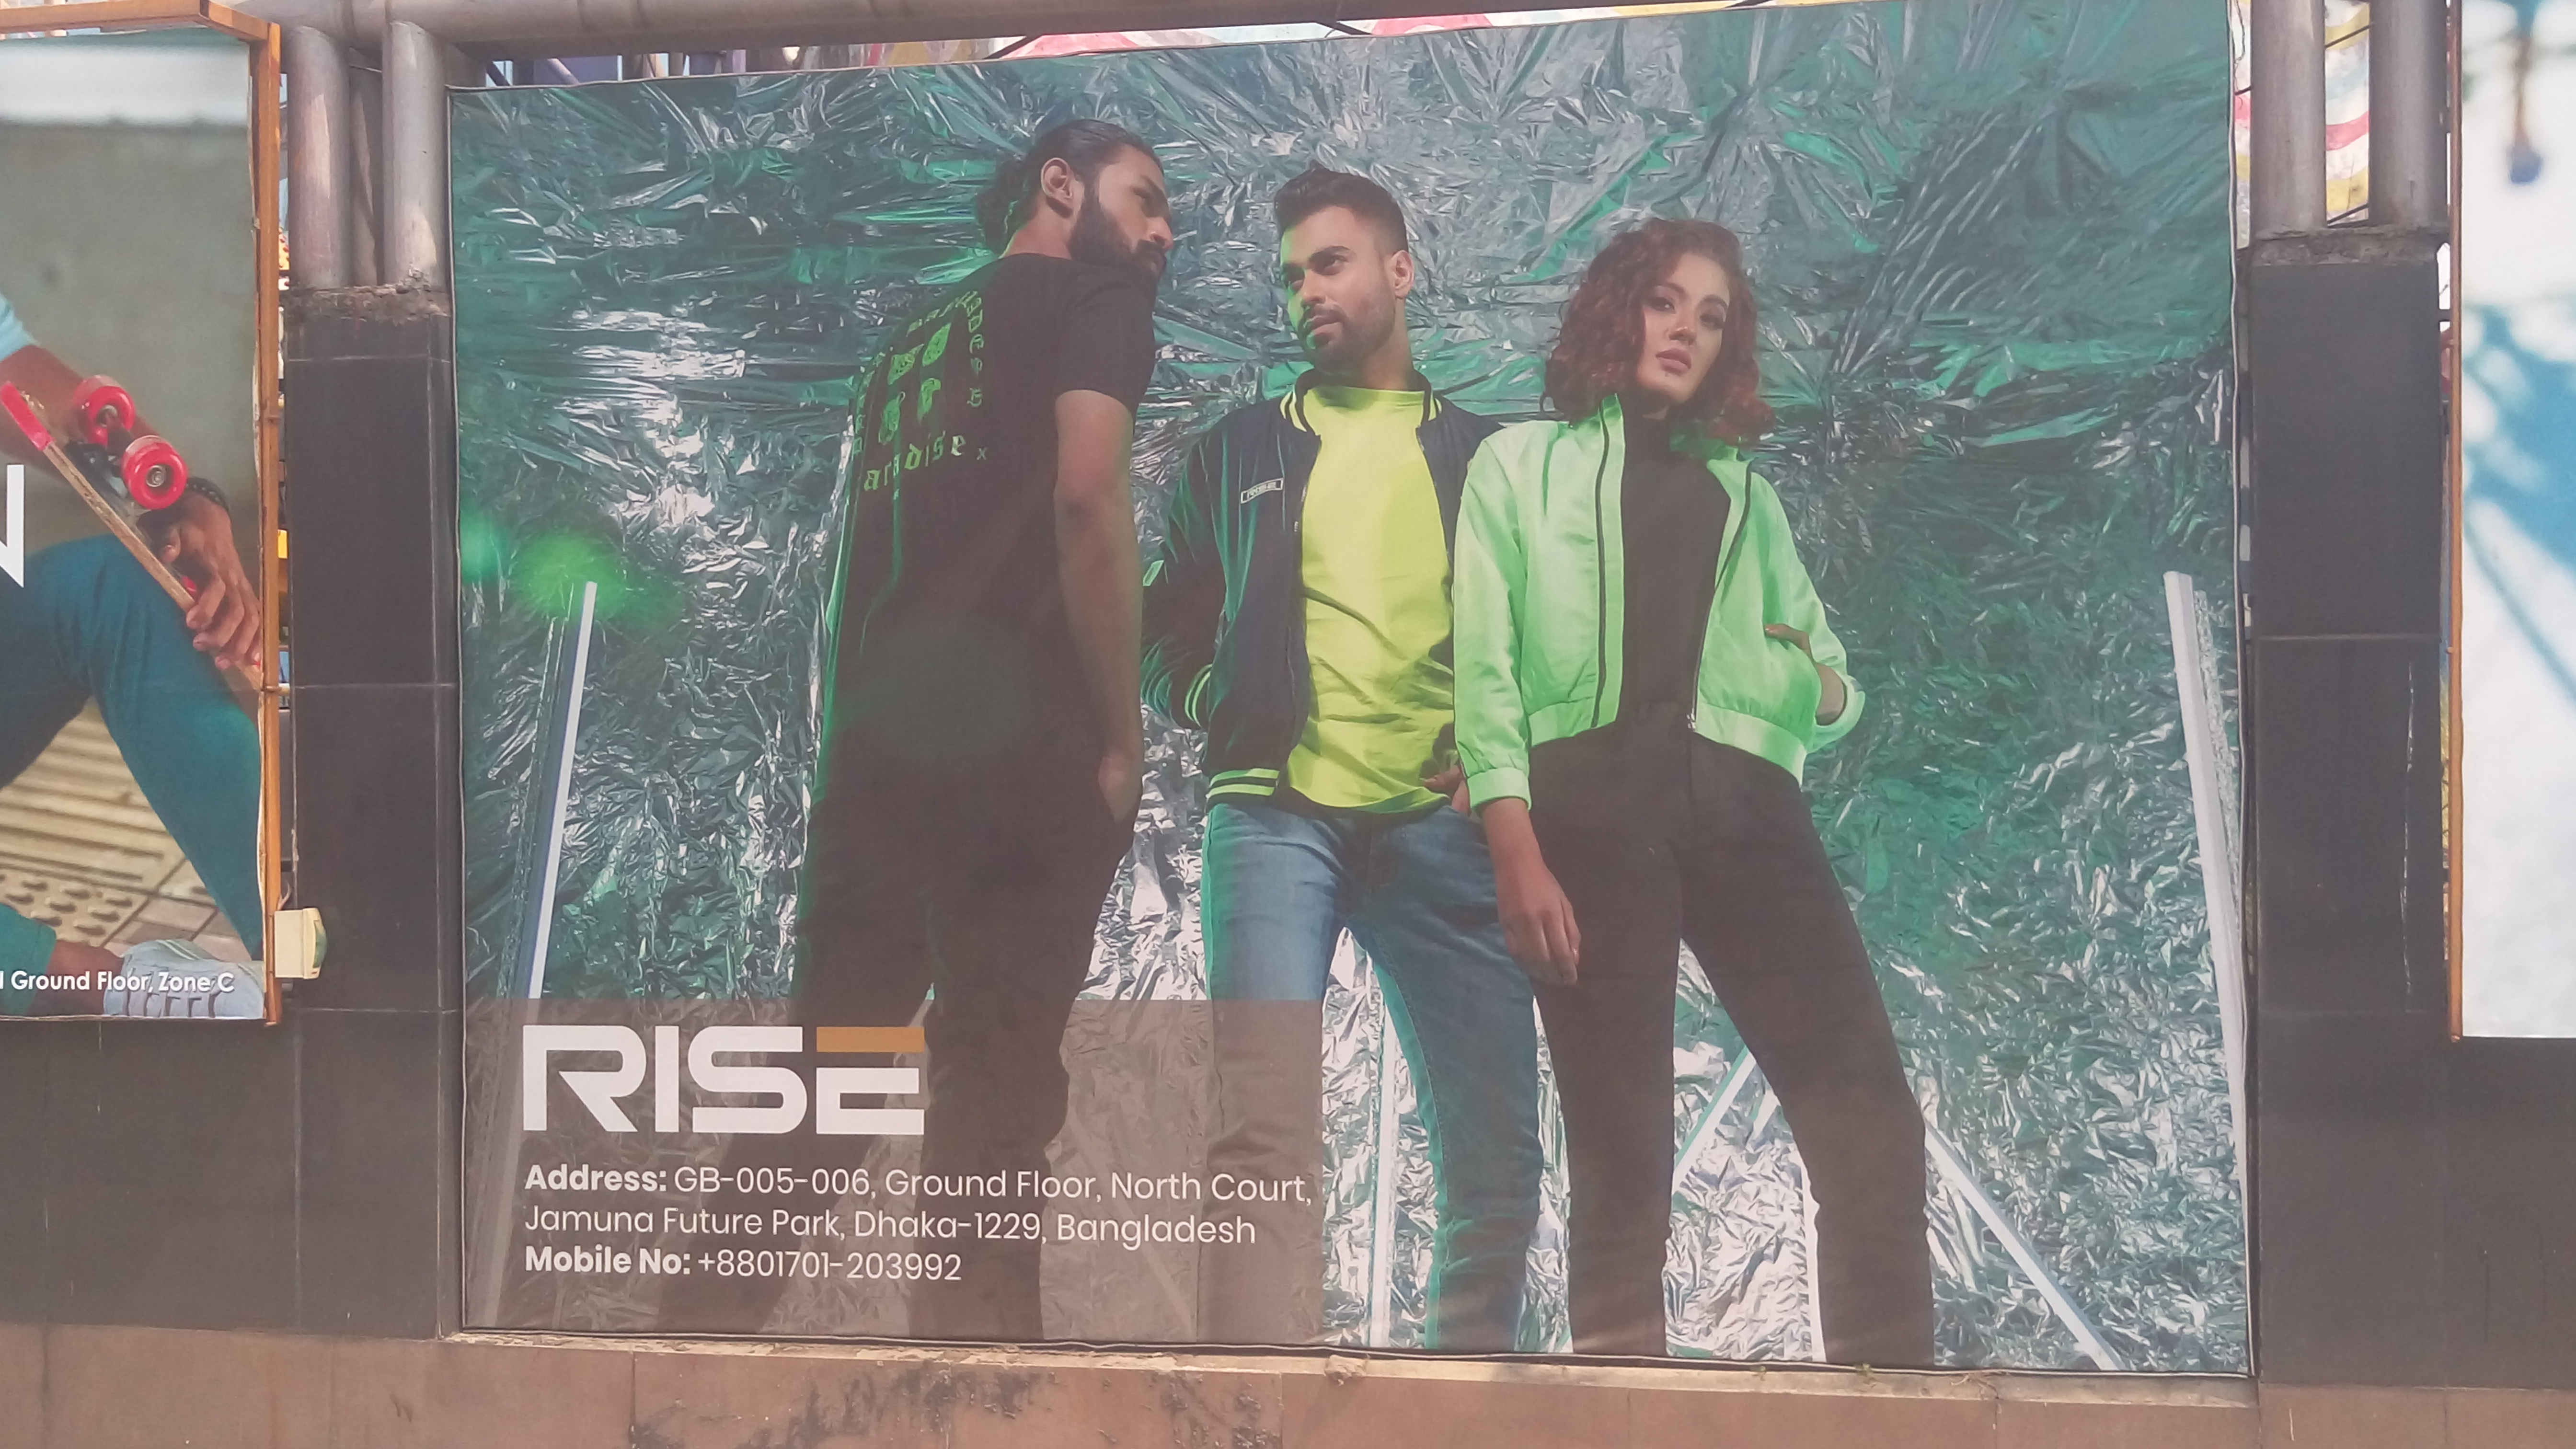 Ground Floor, Zone C
RISE
RISE
Address: GB-005-006, Ground Floor, North Court,
Jamuna Future Park, Dhaka-1229, Bangladesh
Mobile No: +8801701-203992